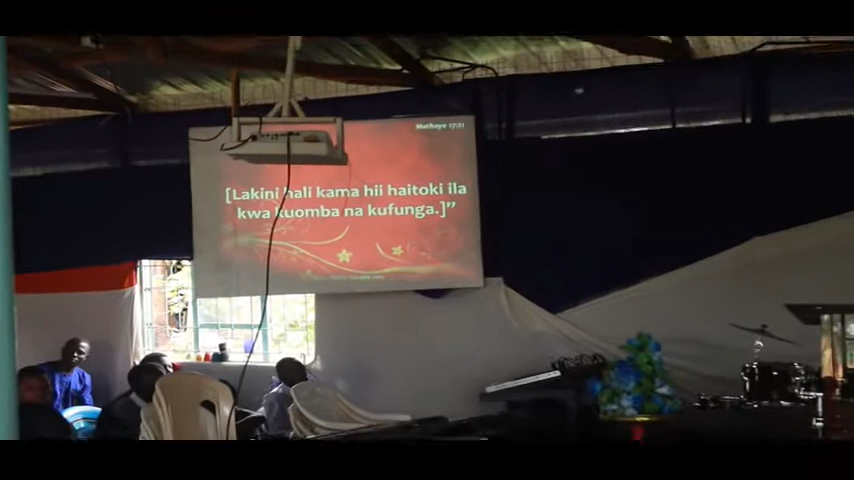 Mathayo 17:21
[Lakini hali kama hii haitoki ila
kwa kuomba na kufunga.]”